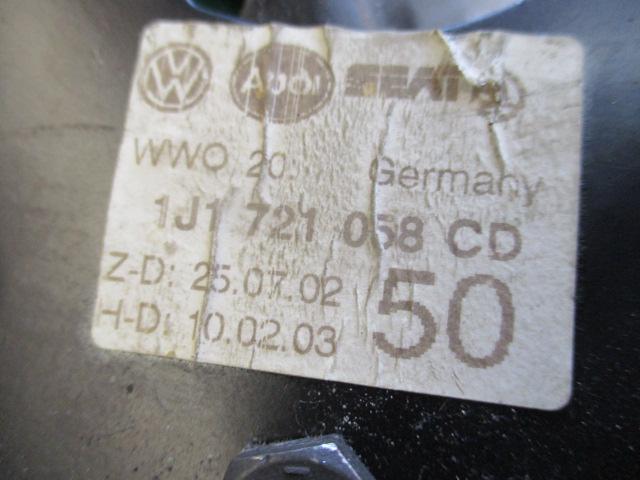 VW Audi SEAT
WWO 20. Germany
1J1 721 058 CD
Z-D: 25.07.02
H-D: 10.02.03
50